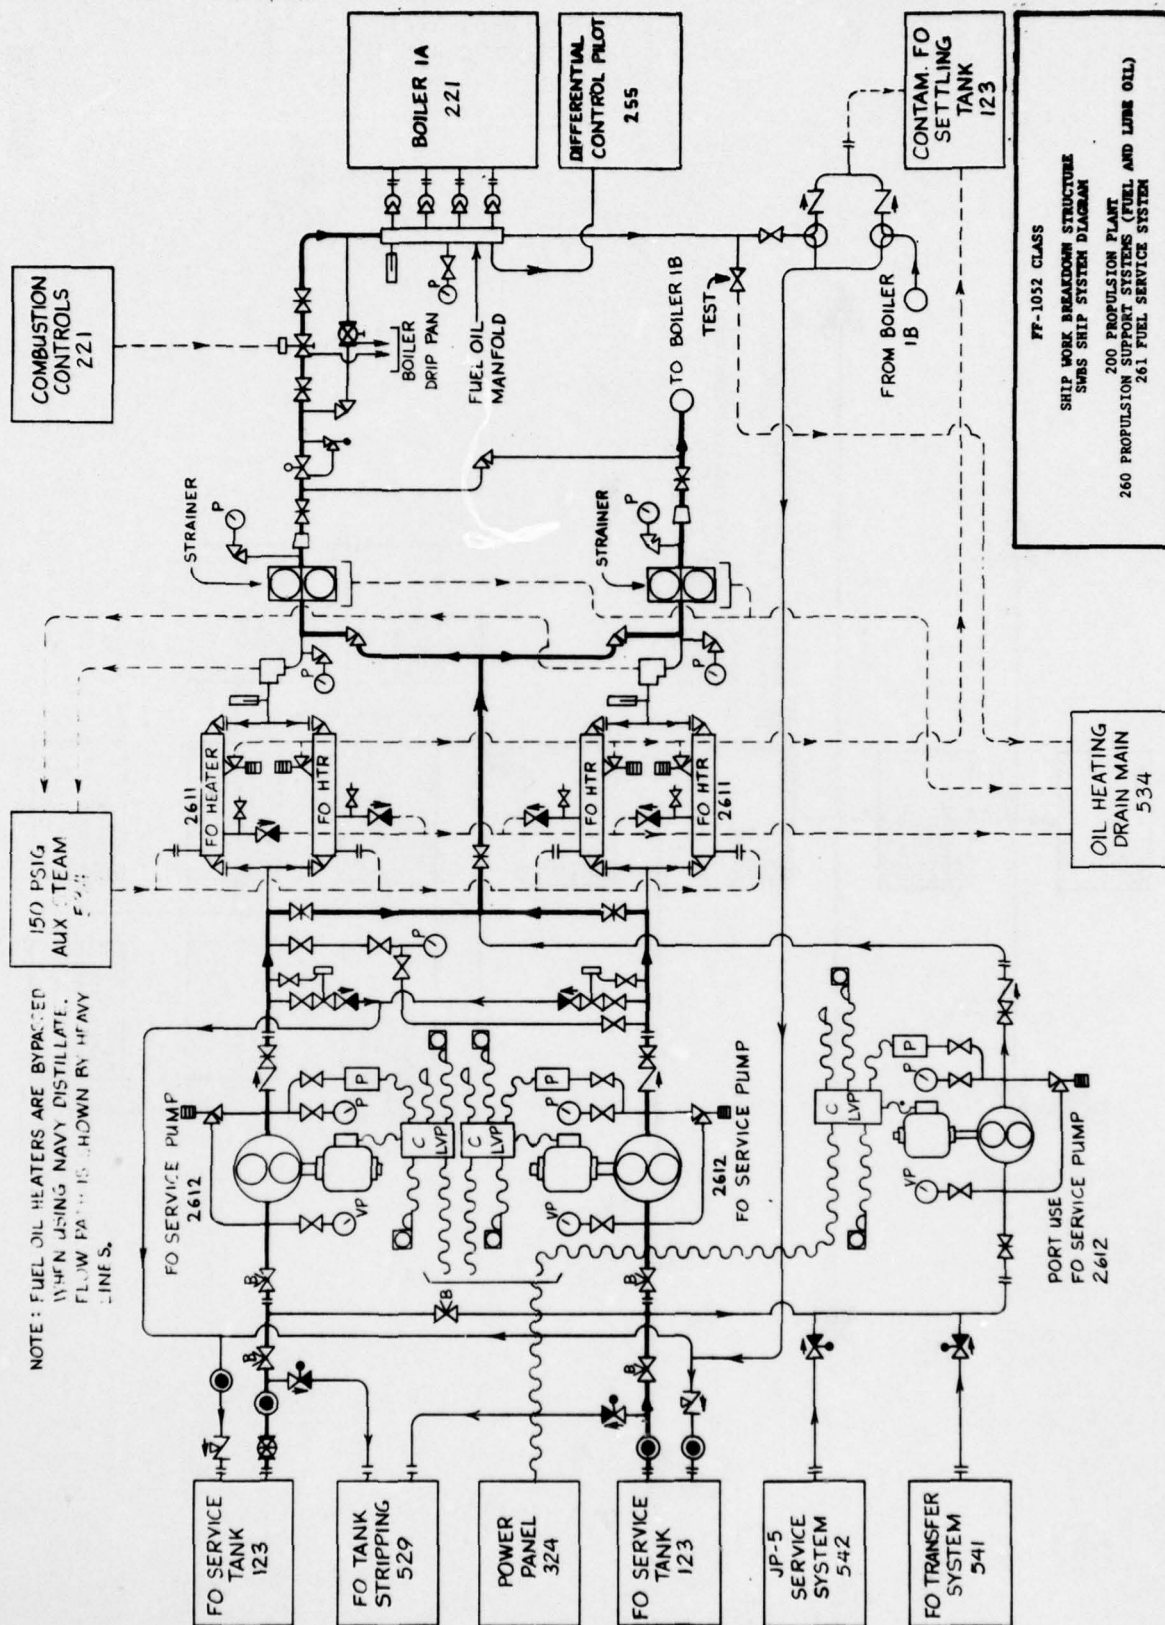 COMBUSTION
CONTROLS
221
BOILER 1A
221
DIFFERENTIAL
CONTROL PILOT
255
CONTAM. FO
SETTLING
TANK
123
FF-1052 CLASS
SHIP WORK BREAKDOWN STRUCTURE
SWBS SHIP SYSTEM DIAGRAM
200 PROPULSION PLANT
260 PROPULSION SUPPORT SYSTEMS (FUEL AND LUBE OIL)
261 FUEL SERVICE SYSTEM
BOILER
DRIP PAN
P
FUEL OIL
MANIFOLD
TO BOILER 1B
TEST
FROM BOILER
1B
STRAINER
P
STRAINER
P
150 PSIG
AUX STEAM
2611
FO HEATER
FO HTR
P
FO HTR
FO HTR
2611
P
OIL HEATING
DRAIN MAIN
534
NOTE: FUEL OIL HEATERS ARE BYPASSED
WHEN USING NAVY DISTILLATE.
FLOW PATH IS SHOWN BY HEAVY
LINES.
P
FO SERVICE PUMP
2612
P
P
VP
C
LVP
C
LVP
P
P
VP
2612
FO SERVICE PUMP
C
LVP
P
P
VP
PORT USE
FO SERVICE PUMP
2612
B
B
B
B
B
FO SERVICE
TANK
123
FO TANK
STRIPPING
529
POWER
PANEL
324
FO SERVICE
TANK
123
JP-5
SERVICE
SYSTEM
542
FO TRANSFER
SYSTEM
541